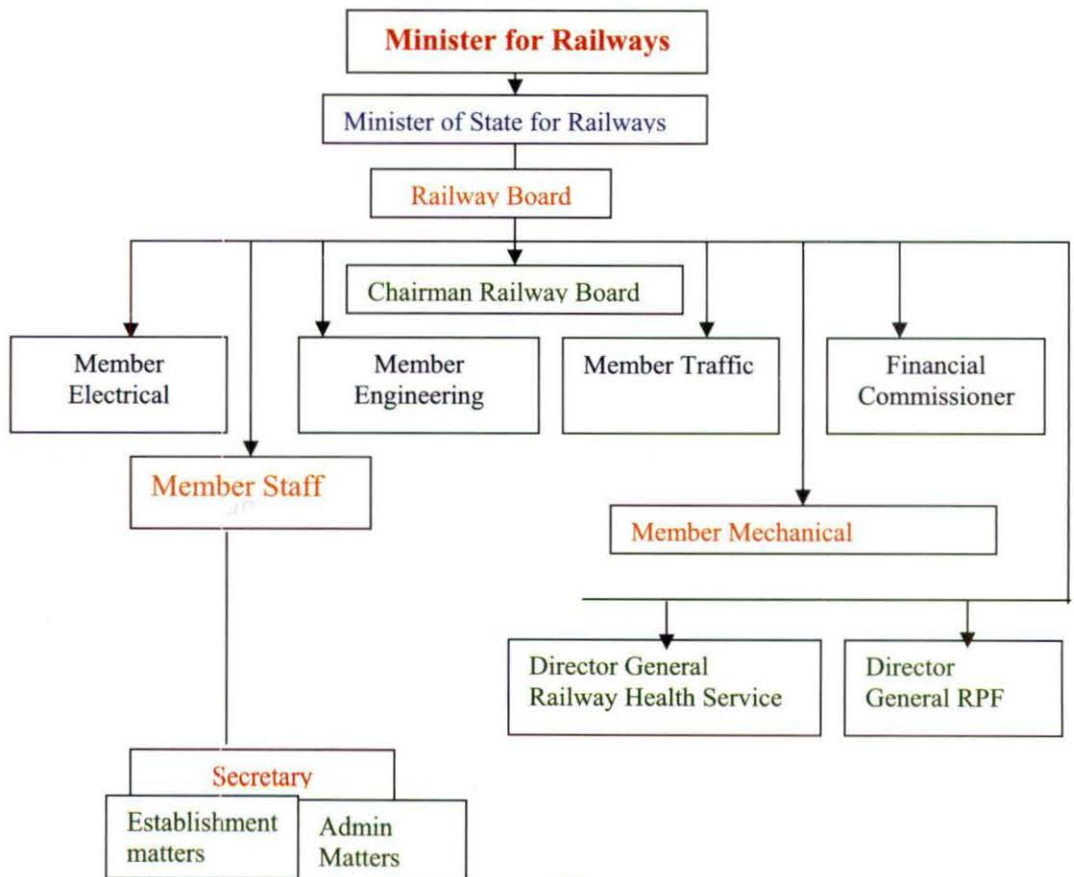 Minister for Railways
Minister of State for Railways
Railway Board
Chairman Railway Board
Member
Electrical
Member
Engineering
Member Traffic
Financial
Commissioner
Member Staff
Member Mechanical
Director General
Railway Health Service
Director
General RPF
Secretary
Establishment
matters
Admin
Matters